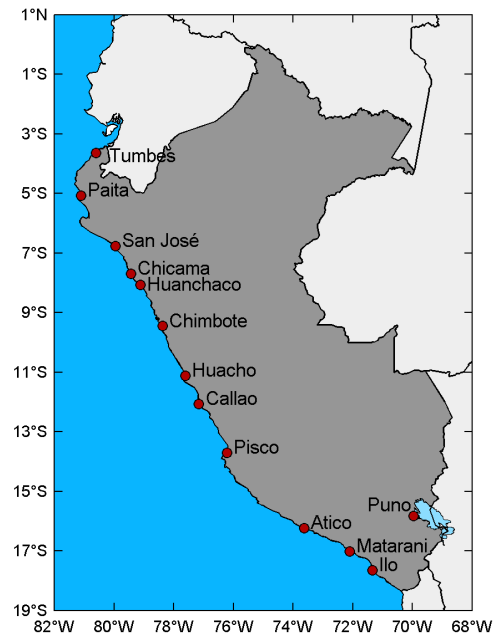 1°N
1°S
3°S
Tumbes
Paita
5°S
San José
7°S
Chicama
Huanchaco
9°S
Chimbote
11°S
Huacho
Callao
13°S
Pisco
15°S
Puno
Atico
17°S
Matarani
Ilo
19°S
82°W 80°W 78°W 76°W 74°W 72°W 70°W 68°W